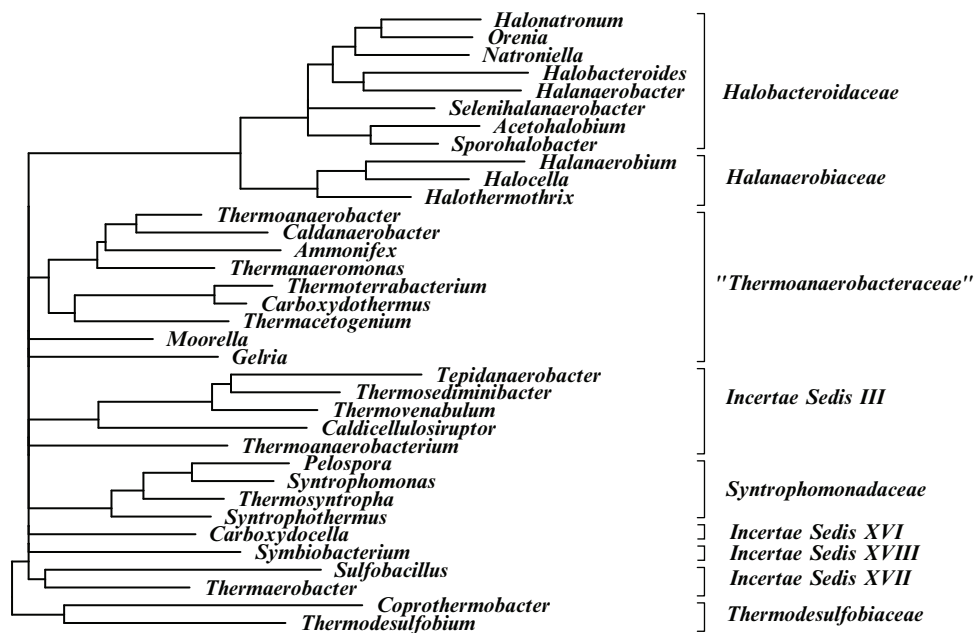 Halonatronum
Orenia
Natroniella
Halobacteroides
Halanaerobacter
Selenihalanaerobacter
Acetohalobium
Sporohalobacter
Halobacteroidaceae
Halanaerobium
Halocella
Halothermothrix
Halanaerobiaceae
Thermoanaerobacter
Caldanaerobacter
Ammonifex
Thermanaeromonas
Thermoterrabacterium
Carboxydothermus
Thermacetogenium
Moorella
Gelria
"Thermoanaerobacteraceae"
Tepidanaerobacter
Thermosediminibacter
Thermovenabulum
Caldicellulosiruptor
Thermoanaerobacterium
Incertae Sedis III
Pelospora
Syntrophomonas
Thermosyntropha
Syntrophothermus
Syntrophomonadaceae
Carboxydocella
Incertae Sedis XVI
Symbiobacterium
Incertae Sedis XVIII
Sulfobacillus
Thermaerobacter
Incertae Sedis XVII
Coprothermobacter
Thermodesulfobium
Thermodesulfobiaceae